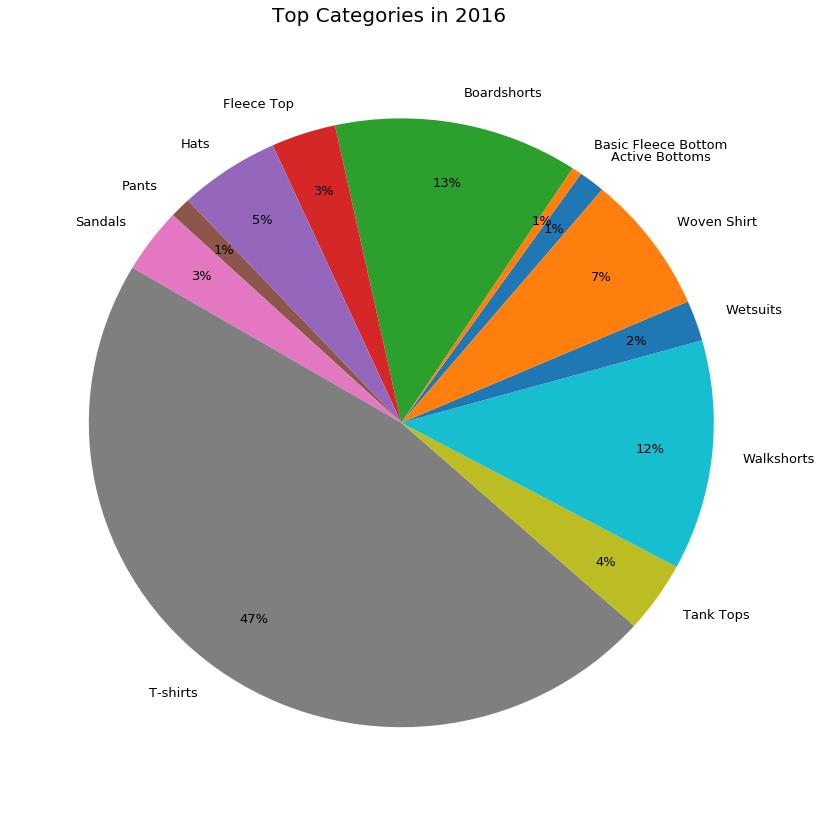 Top Categories in 2016
Boardshorts
Fleece Top
Hats
Basic Fleece Bottom
Active Bottoms
Pants
Sandals
Woven Shirt
13%
3%
5%
1%
1%
1%
3%
7%
Wetsuits
2%
12%
Walkshorts
4%
Tank Tops
47%
T-shirts